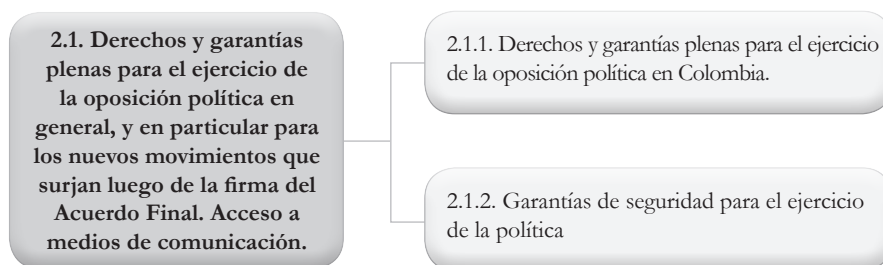 2.1. Derechos y garantías
plenas para el ejercicio de
la oposición política en
general, y en particular para
los nuevos movimientos que
surjan luego de la firma del
Acuerdo Final. Acceso a
medios de comunicación.
2.1.1. Derechos y garantías plenas para el ejercicio
de la oposición política en Colombia.
2.1.2. Garantías de seguridad para el ejercicio
de la política